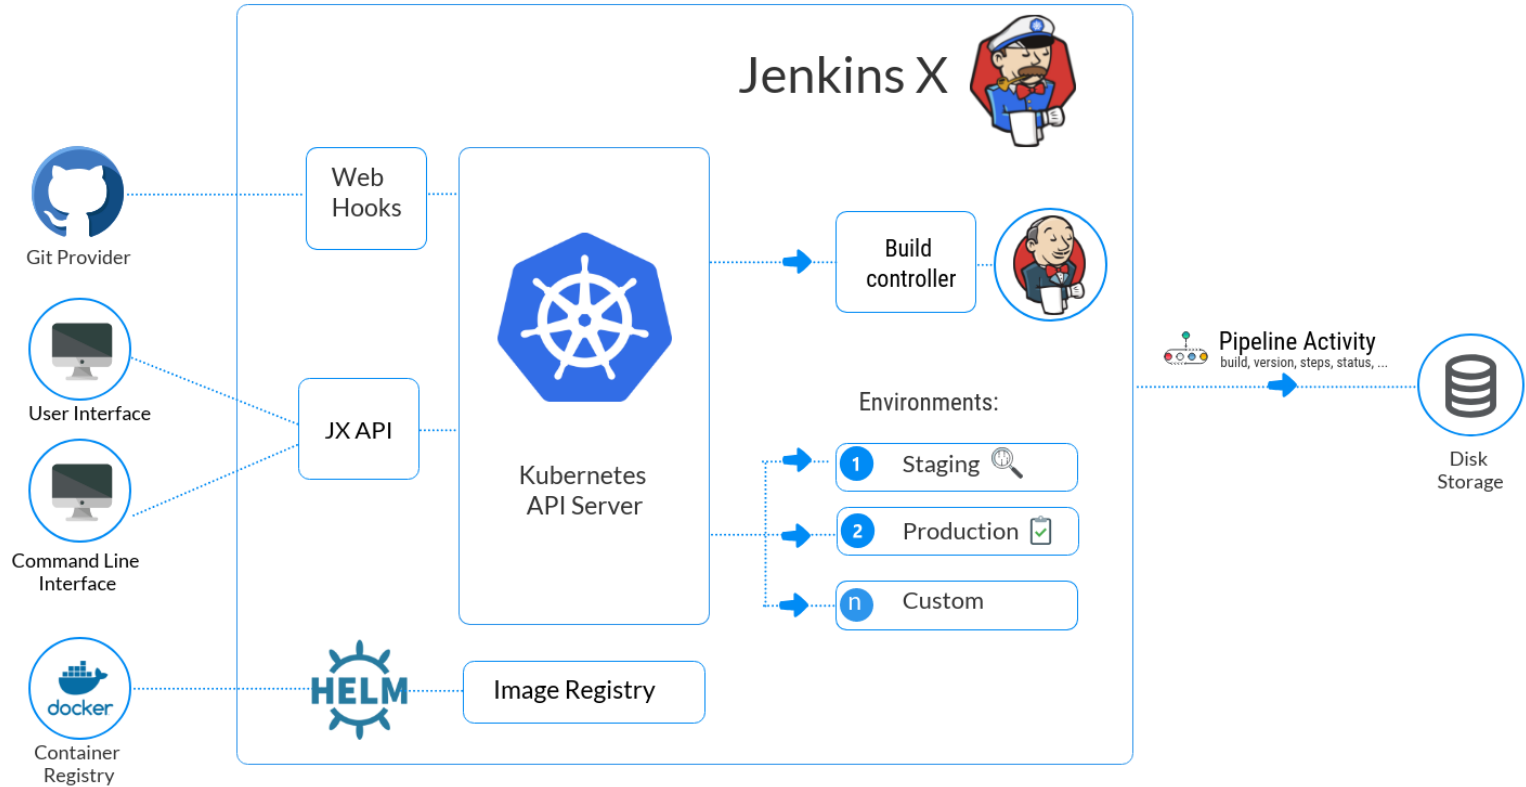 Jenkins X
Web
Hooks
Git Provider
Build
controller
User Interface
JX API
Kubernetes
API Server
Command Line
Interface
Environments:
1
Staging
2
Production
n
Custom
Pipeline Activity
build, version, steps, status, ...
Disk
Storage
docker
Container
Registry
HELM
Image Registry